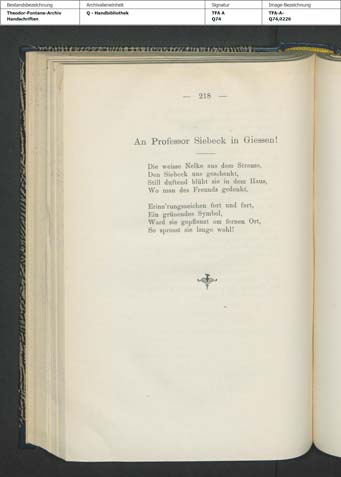 Bestandsbezeichnung
Archivalieneinheit
Signatur
Image-Bezeichnung
Theodor-Fontane-Archiv
Handschriften
Q - Handbibliothek
TFA A
Q74
TFA-A-
Q74,0226
— 218 —
An Professor Siebeck in Giessen!
Die weisse Nelke aus dem Strausse,
Den Siebeck uns geschenkt,
Still duftend blüht sie in dem Haus,
Wo man des Freunds gedenkt.
Erinn'rungszeichen fort und fort,
Ein grünendes Symbol,
Ward sie gepflanzt am fernen Ort,
So spross sie lange wohl!